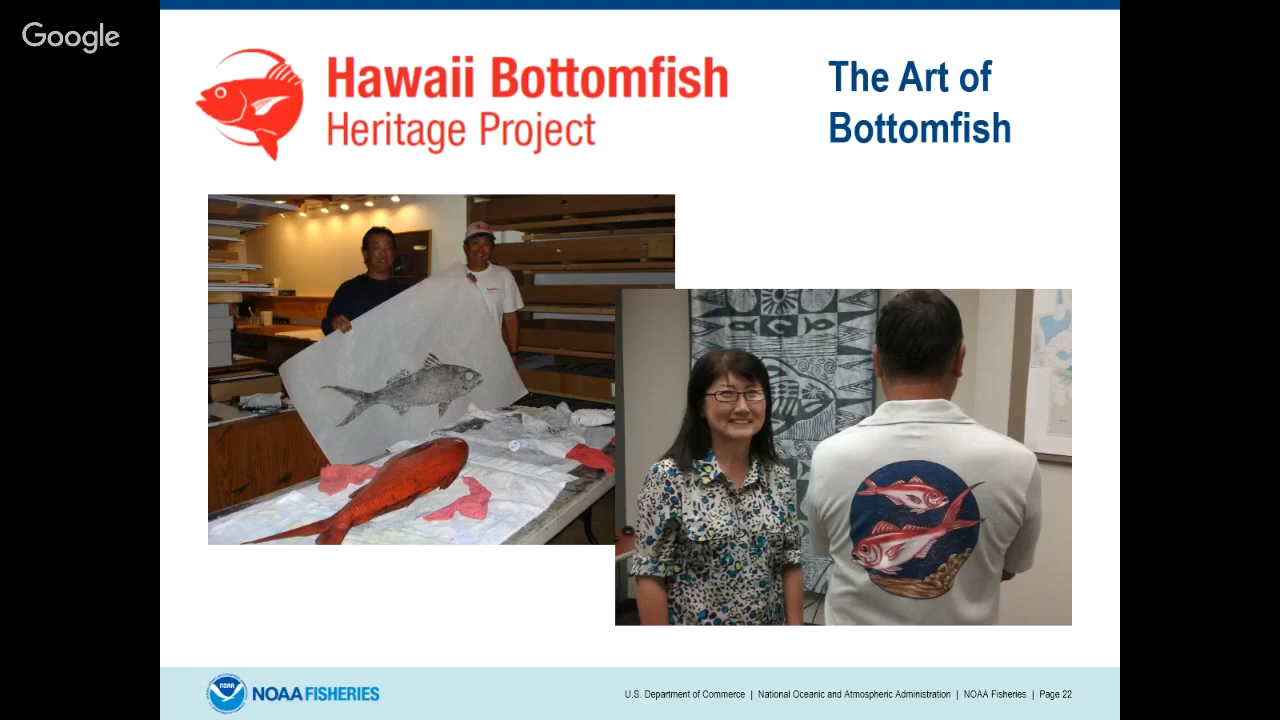 Google
Hawaii Bottomfish
Heritage Project
The Art of
Bottomfish
NOAA
NOAA FISHERIES
U.S. Department of Commerce | National Oceanic and Atmospheric Administration | NOAA Fisheries | Page 22